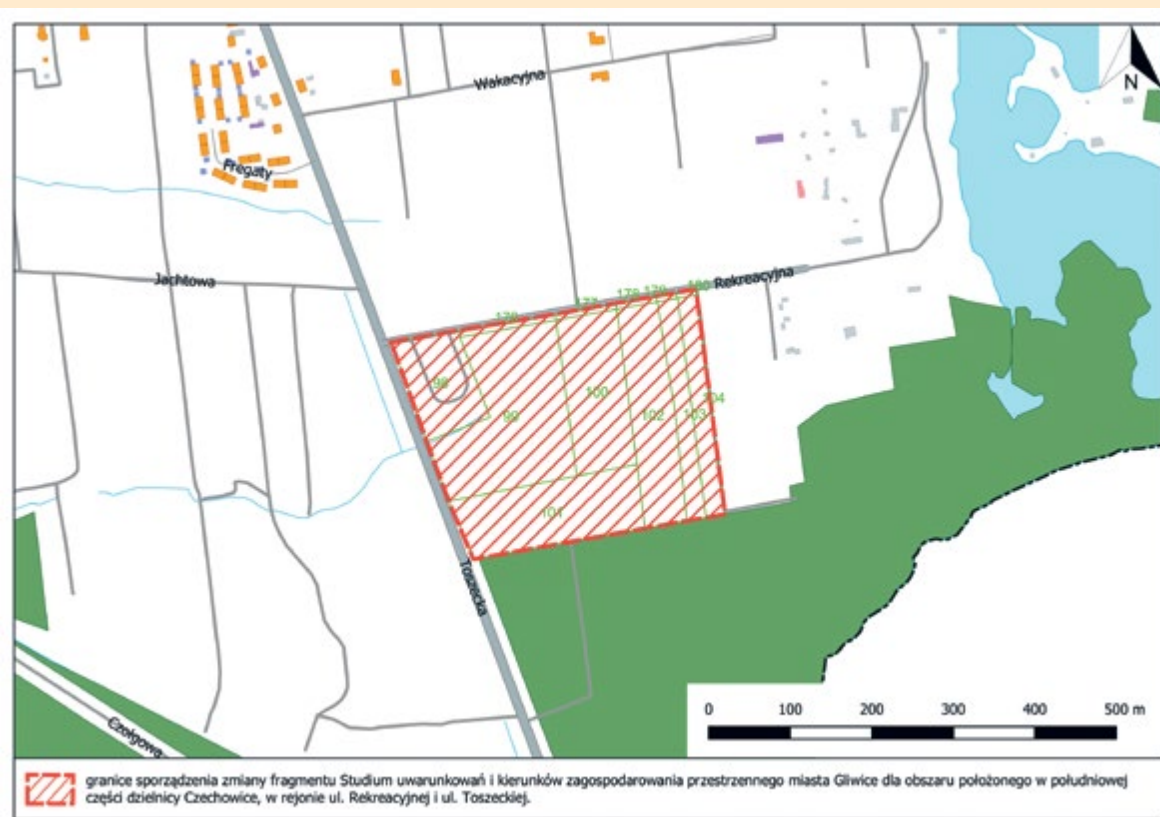 Wakacyjna
N
Fregaty
Jachtowa
Rekreacyjna
177
178
179
180
98
99
100
102
103
104
101
Toszecka
Czołgowa
0 100 200 300 400 500 m
granice sporządzenia zmiany fragmentu Studium uwarunkowań i kierunków zagospodarowania przestrzennego miasta Gliwice dla obszaru położonego w południowej
części dzielnicy Czechowice, w rejonie ul. Rekreacyjnej i ul. Toszeckiej.